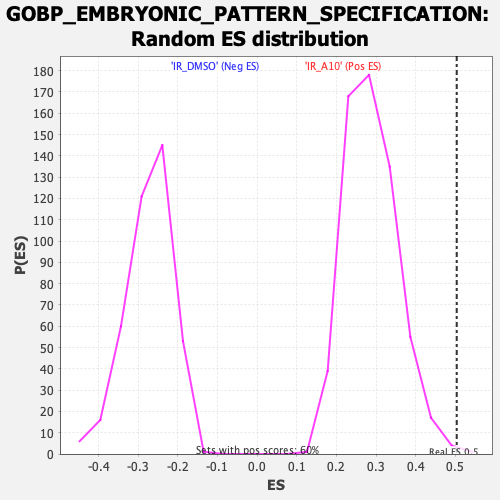 GOBP_EMBRYONIC_PATTERN_SPECIFICATION:
Random ES distribution
'IR_DMSO' (Neg ES) 'IR_A10' (Pos ES)
180
170
160
150
140
130
120
110
100
90
80
70
60
50
40
30
20
10
0
P(ES)
Sets with pos scores: 60%
Real ES 0.5
-0.4 -0.3 -0.2 -0.1 0.0 0.1 0.2 0.3 0.4 0.5
ES